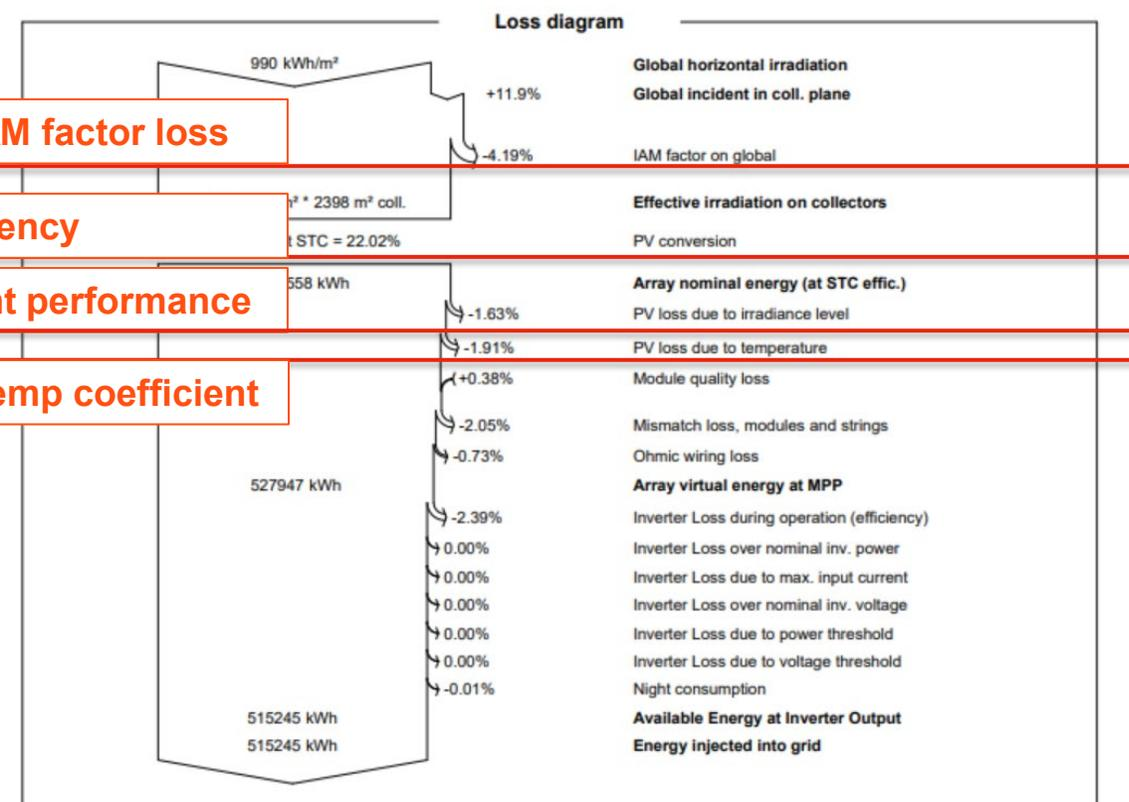 Loss diagram
990 kWh/m² Global horizontal irradiation
+11.9% Global incident in coll. plane
M factor loss
-4.19% IAM factor on global
* 2398 m² coll. Effective irradiation on collectors
ency
STC = 22.02% PV conversion
558 kWh Array nominal energy (at STC effic.)
t performance
-1.63% PV loss due to irradiance level
-1.91% PV loss due to temperature
+0.38% Module quality loss
emp coefficient
-2.05% Mismatch loss, modules and strings
-0.73% Ohmic wiring loss
527947 kWh Array virtual energy at MPP
-2.39% Inverter Loss during operation (efficiency)
0.00% Inverter Loss over nominal inv. power
0.00% Inverter Loss due to max. input current
0.00% Inverter Loss over nominal inv. voltage
0.00% Inverter Loss due to power threshold
0.00% Inverter Loss due to voltage threshold
-0.01% Night consumption
515245 kWh Available Energy at Inverter Output
515245 kWh Energy injected into grid